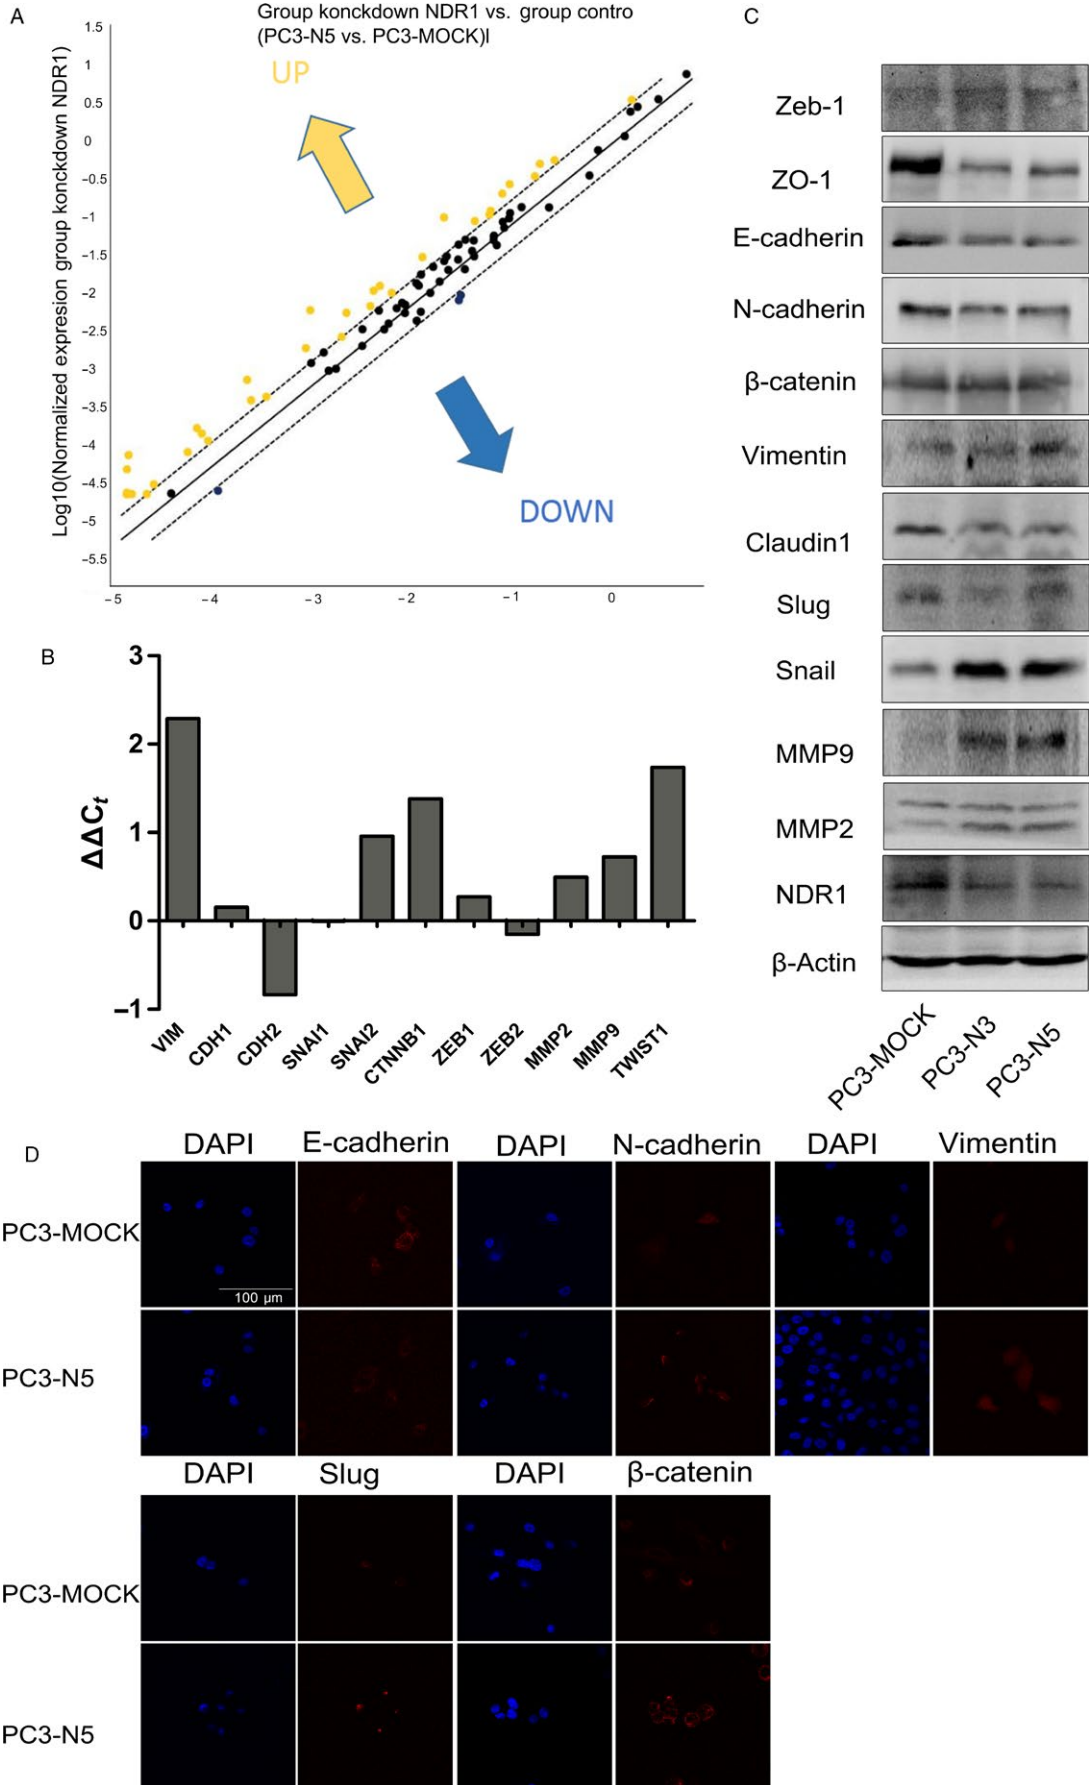 A
Group konckdown NDR1 vs. group contro
(PC3-N5 vs. PC3-MOCK)l
UP
DOWN
Log10(Normalized expresion group konckdown NDR1)
1.5
1
0.5
0
−0.5
−1
−1.5
−2
−2.5
−3
−3.5
−4
−4.5
−5
−5.5
−5
−4
−3
−2
−1
0
B
ΔΔCt
3
2
1
0
−1
VIM
CDH1
CDH2
SNAI1
SNAI2
CTNNB1
ZEB1
ZEB2
MMP2
MMP9
TWIST1
C
Zeb-1
ZO-1
E-cadherin
N-cadherin
β-catenin
Vimentin
Claudin1
Slug
Snail
MMP9
MMP2
NDR1
β-Actin
PC3-MOCK
PC3-N3
PC3-N5
D
DAPI
E-cadherin
DAPI
N-cadherin
DAPI
Vimentin
PC3-MOCK
100 µm
PC3-N5
DAPI
Slug
DAPI
β-catenin
PC3-MOCK
PC3-N5